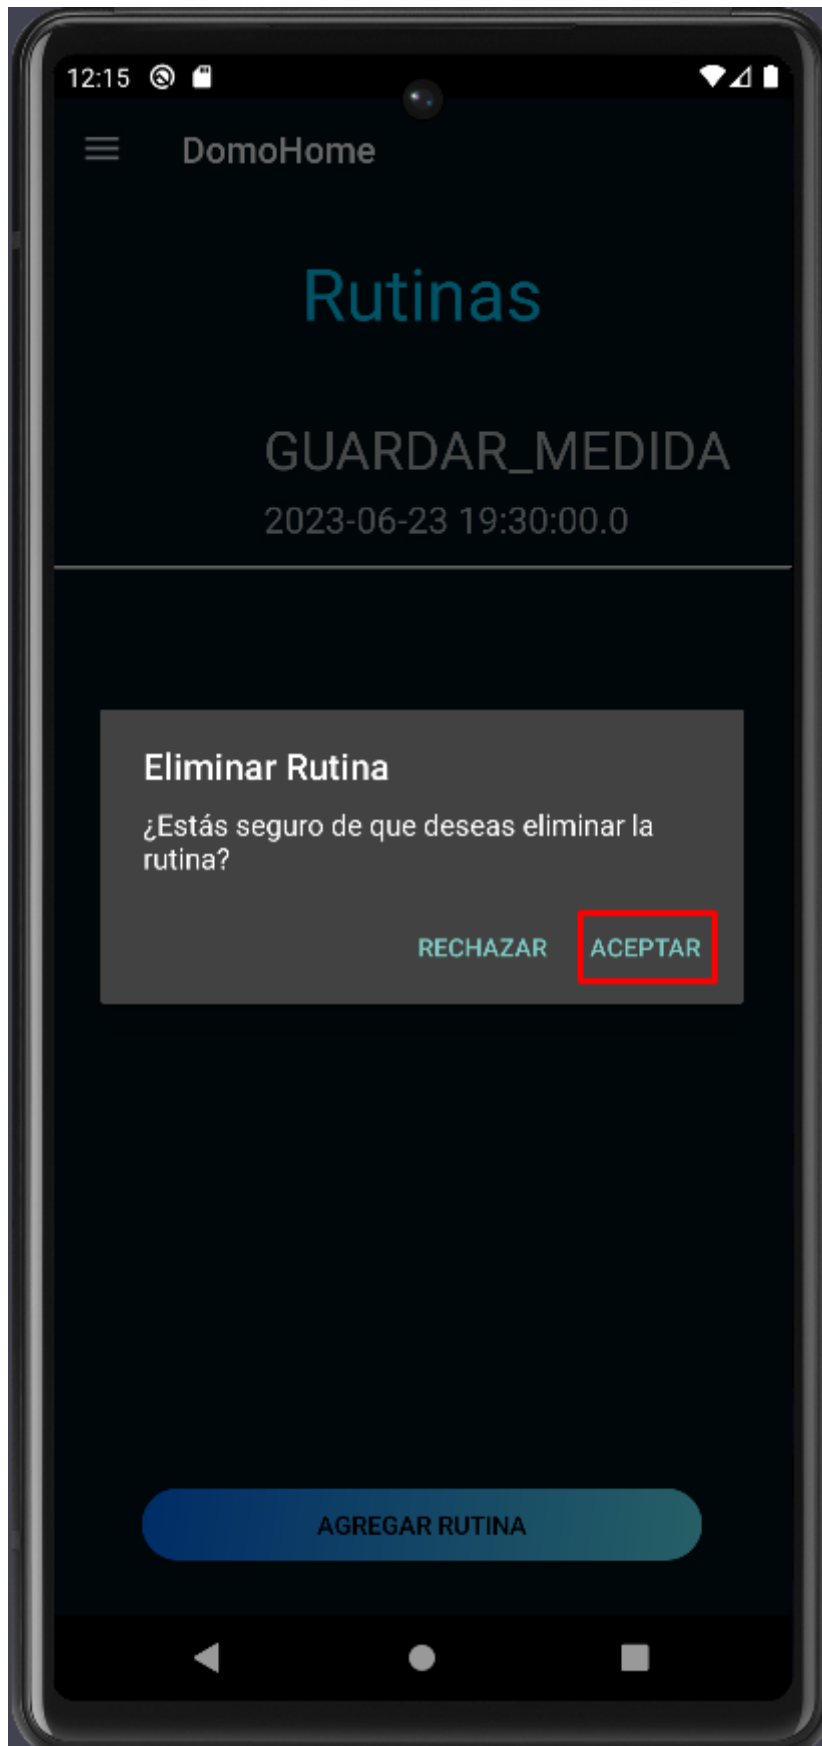 12:15
DomoHome
Rutinas
GUARDAR_MEDIDA
2023-06-23 19:30:00.0
Eliminar Rutina
¿Estás seguro de que deseas eliminar la
rutina?
RECHAZAR ACEPTAR
AGREGAR RUTINA